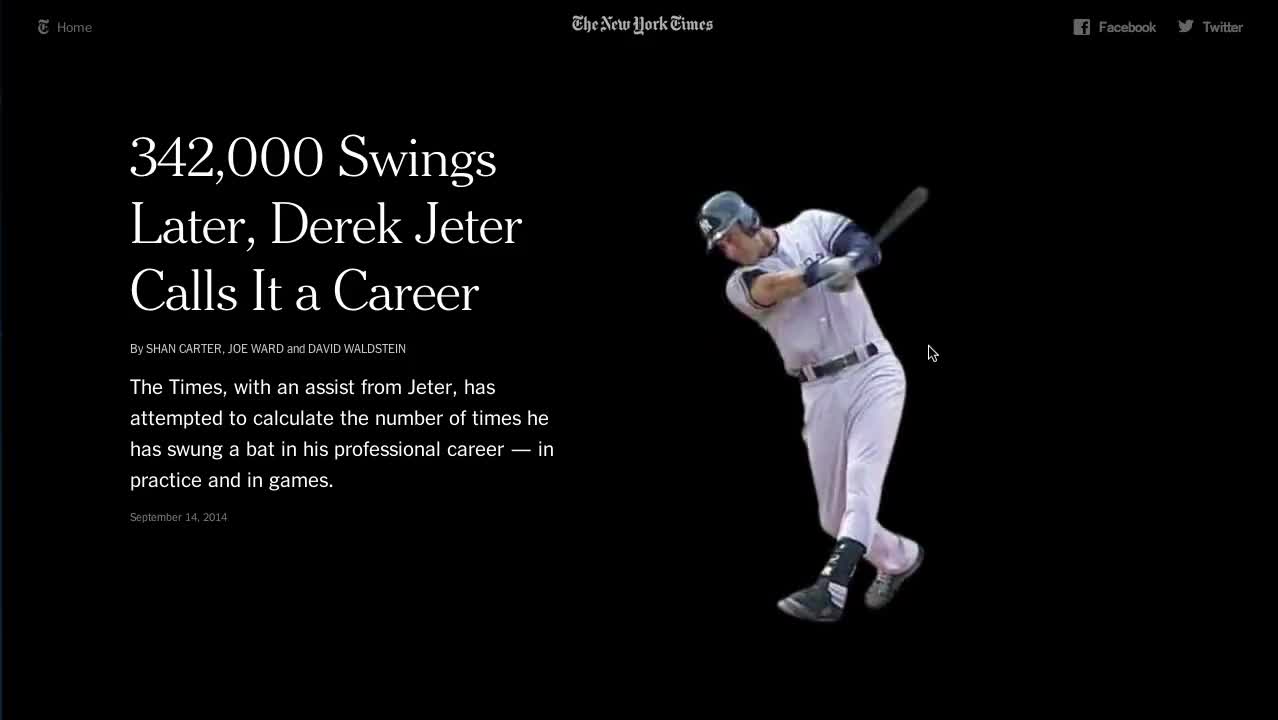 Home
The New York Times
Facebook
Twitter
342,000 Swings
Later, Derek Jeter
Calls It a Career
By SHAN CARTER, JOE WARD and DAVID WALDSTEIN
The Times, with an assist from Jeter, has
attempted to calculate the number of times he
has swung a bat in his professional career — in
practice and in games.
September 14, 2014